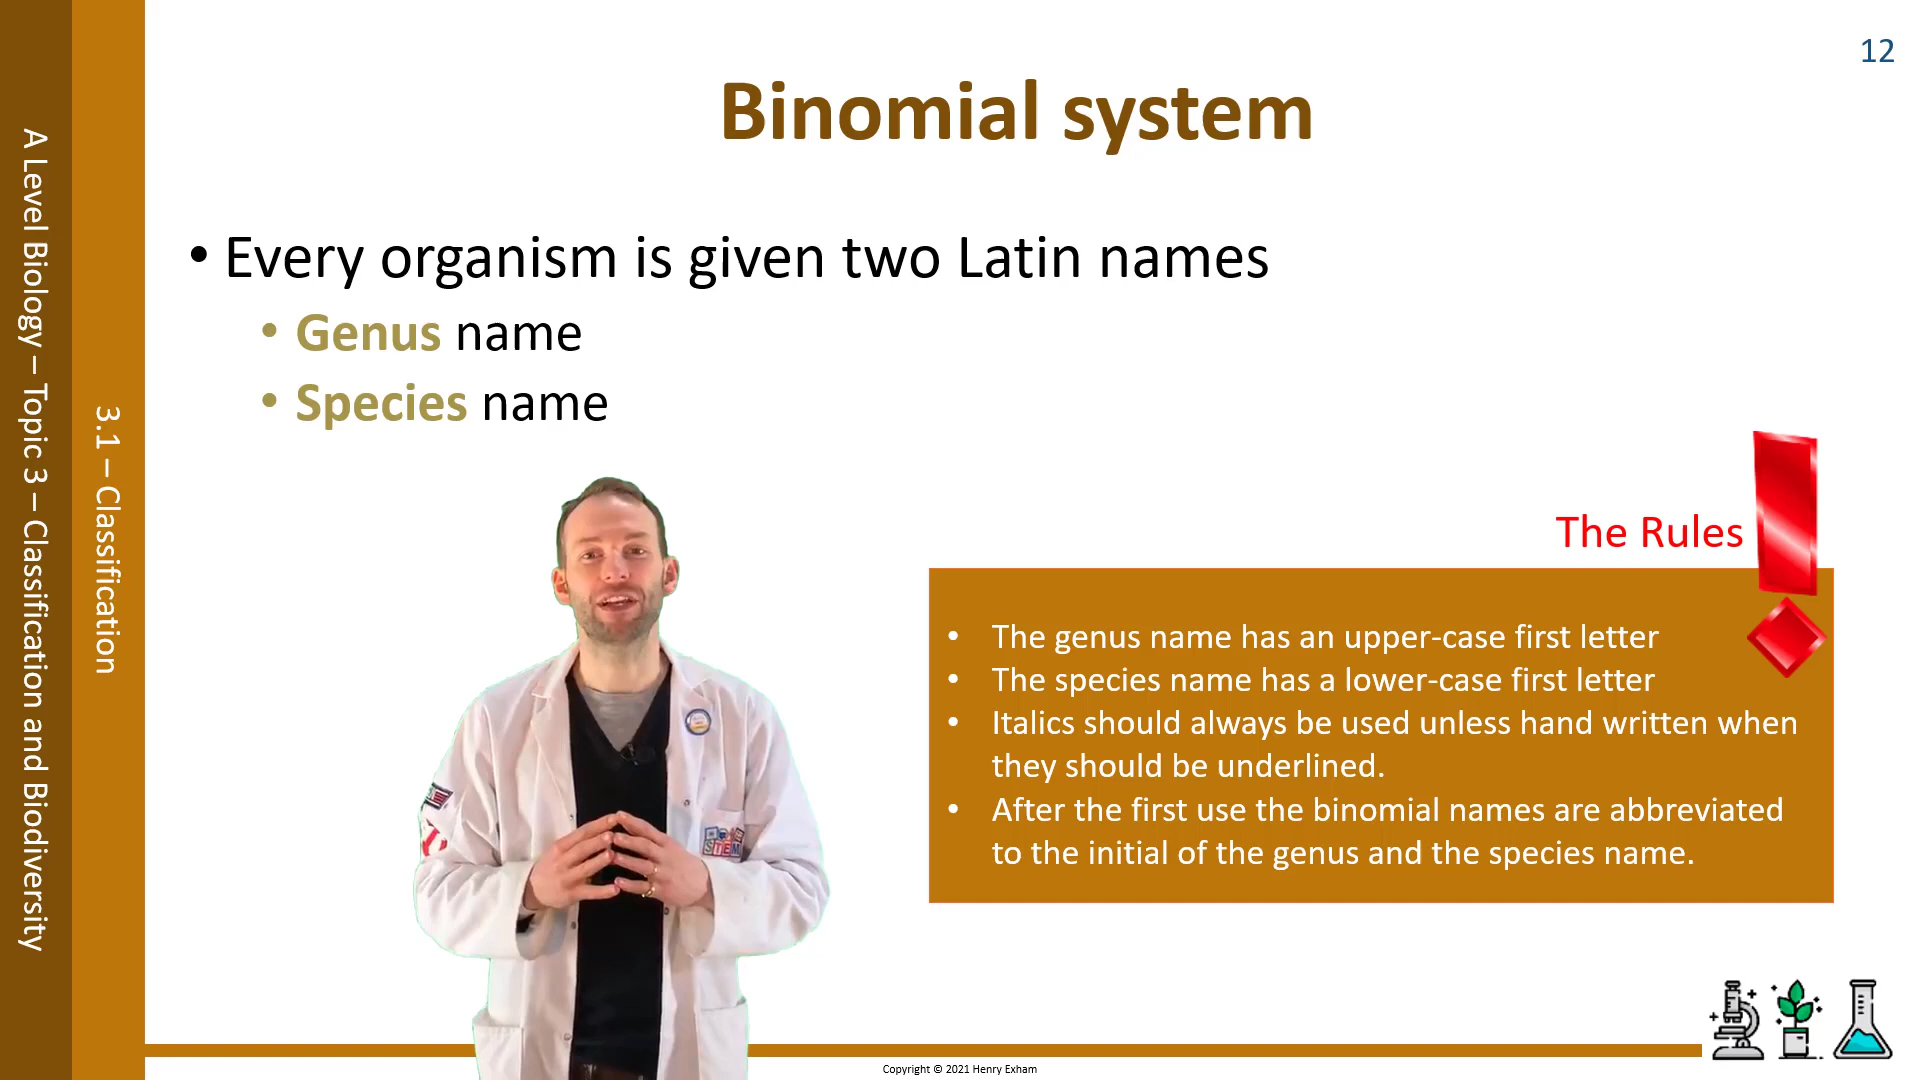 12
Binomial system
• Every organism is given two Latin names
• Genus name
• Species name
The Rules
• The genus name has an upper-case first letter
• The species name has a lower-case first letter
• Italics should always be used unless hand written when
they should be underlined.
• After the first use the binomial names are abbreviated
to the initial of the genus and the species name.
A Level Biology – Topic 3 – Classification and Biodiversity
3.1 – Classification
STEM
Copyright © 2021 Henry Exham